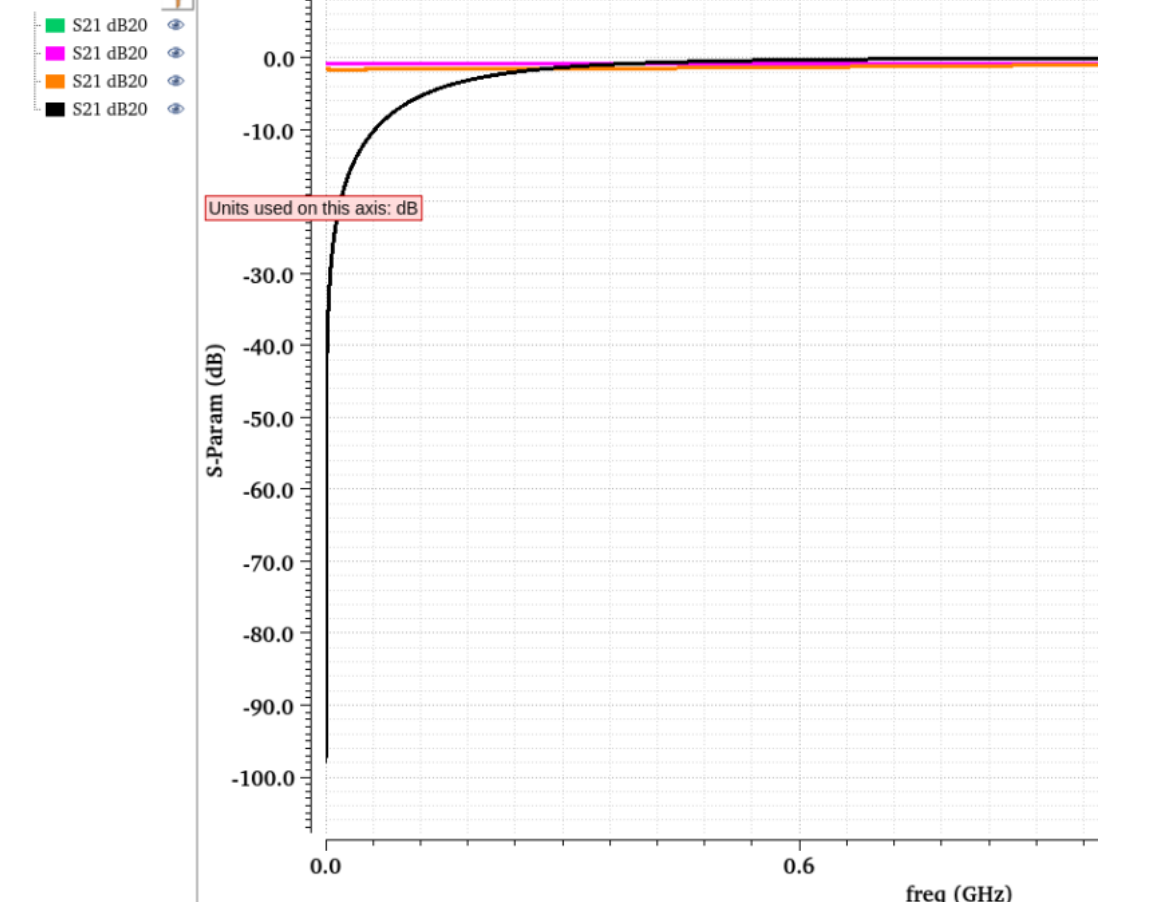 S21 dB20
S21 dB20
S21 dB20
S21 dB20
0.0
-10.0
Units used on this axis: dB
-30.0
-40.0
-50.0
-60.0
-70.0
-80.0
-90.0
-100.0
S-Param (dB)
0.0
0.6
freq (GHz)